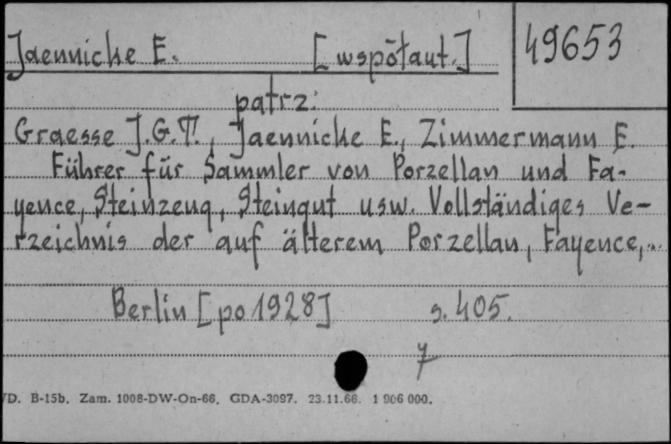 Jaennicke E. [współaut.] 49653
patrz:
Graesse J.G.T., Jaennicke E., Zimmermann E.
Führer für Sammler von Porzellan und Fa-
yence, Steinzeug, Steingut usw. Vollständiges Ve-
rzeichnis der auf älterem Porzellan, Fayence,...
Berlin [po 1928] s. 405.
7
D. B-15b. Zam. 1008-DW-On-66. GDA-3097. 23.11.66. 1 906 000.